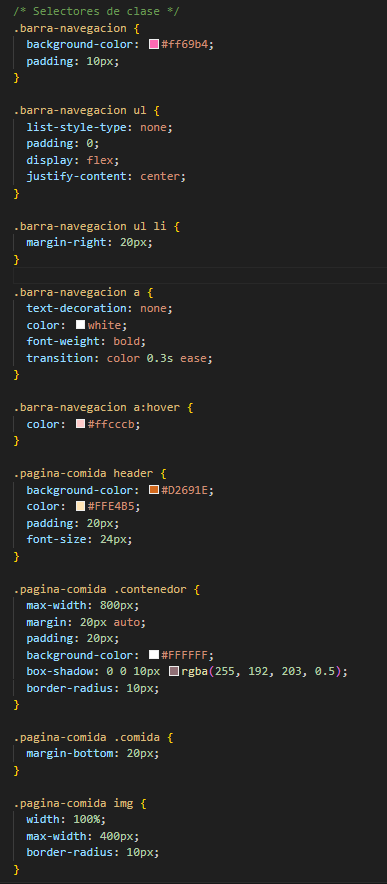 /* Selectores de clase */
.barra-navegacion {
  background-color: #ff69b4;
  padding: 10px;
}
.barra-navegacion ul {
  list-style-type: none;
  padding: 0;
  display: flex;
  justify-content: center;
}
.barra-navegacion ul li {
  margin-right: 20px;
}
.barra-navegacion a {
  text-decoration: none;
  color: white;
  font-weight: bold;
  transition: color 0.3s ease;
}
.barra-navegacion a:hover {
  color: #ffcccb;
}
.pagina-comida header {
  background-color: #D2691E;
  color: #FFE4B5;
  padding: 20px;
  font-size: 24px;
}
.pagina-comida .contenedor {
  max-width: 800px;
  margin: 20px auto;
  padding: 20px;
  background-color: #FFFFFF;
  box-shadow: 0 0 10px rgba(255, 192, 203, 0.5);
  border-radius: 10px;
}
.pagina-comida .comida {
  margin-bottom: 20px;
}
.pagina-comida img {
  width: 100%;
  max-width: 400px;
  border-radius: 10px;
}